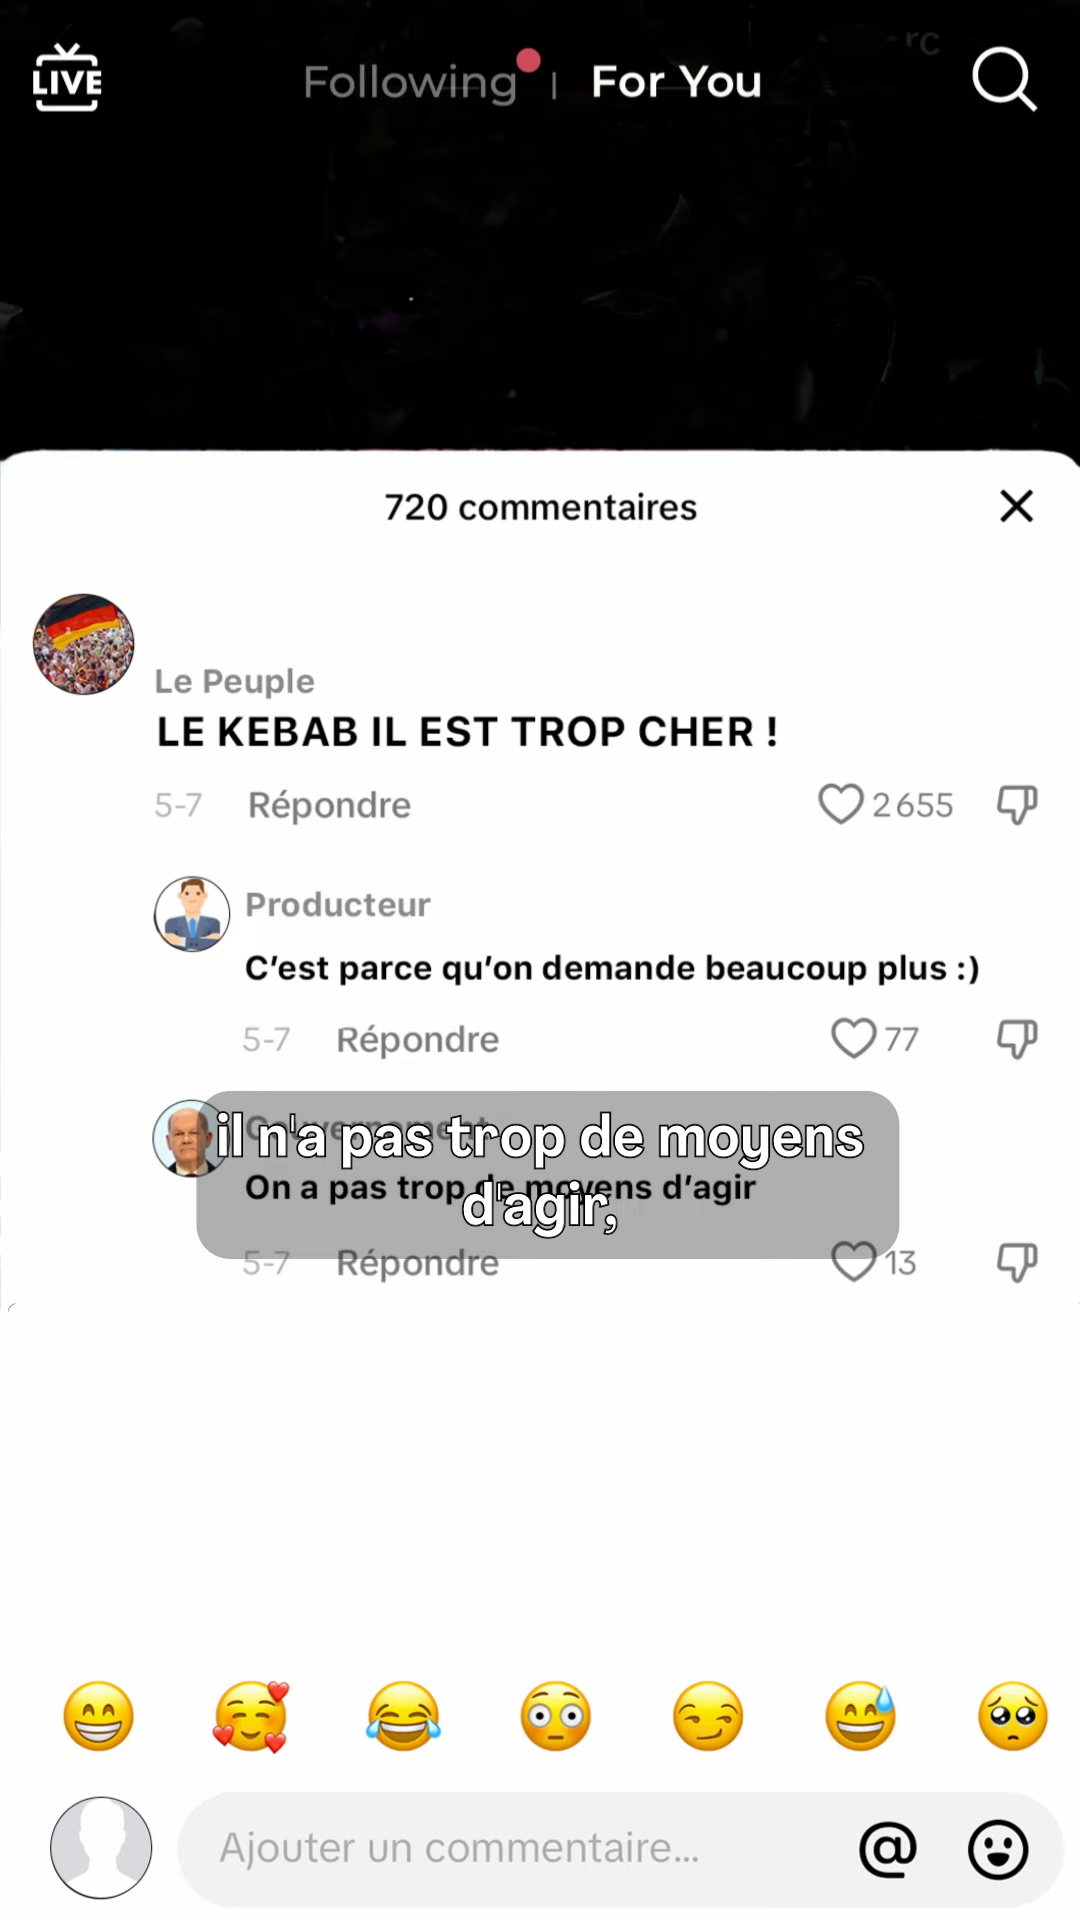 LIVE
Following | For You
720 commentaires
Le Peuple
LE KEBAB IL EST TROP CHER !
5-7 Répondre 2 655
Producteur
C’est parce qu’on demande beaucoup plus :)
5-7 Répondre 77
Gouvernement
il n'a pas trop de moyens
d'agir,
On a pas trop de moyens d’agir
5-7 Répondre 13
Ajouter un commentaire...
@